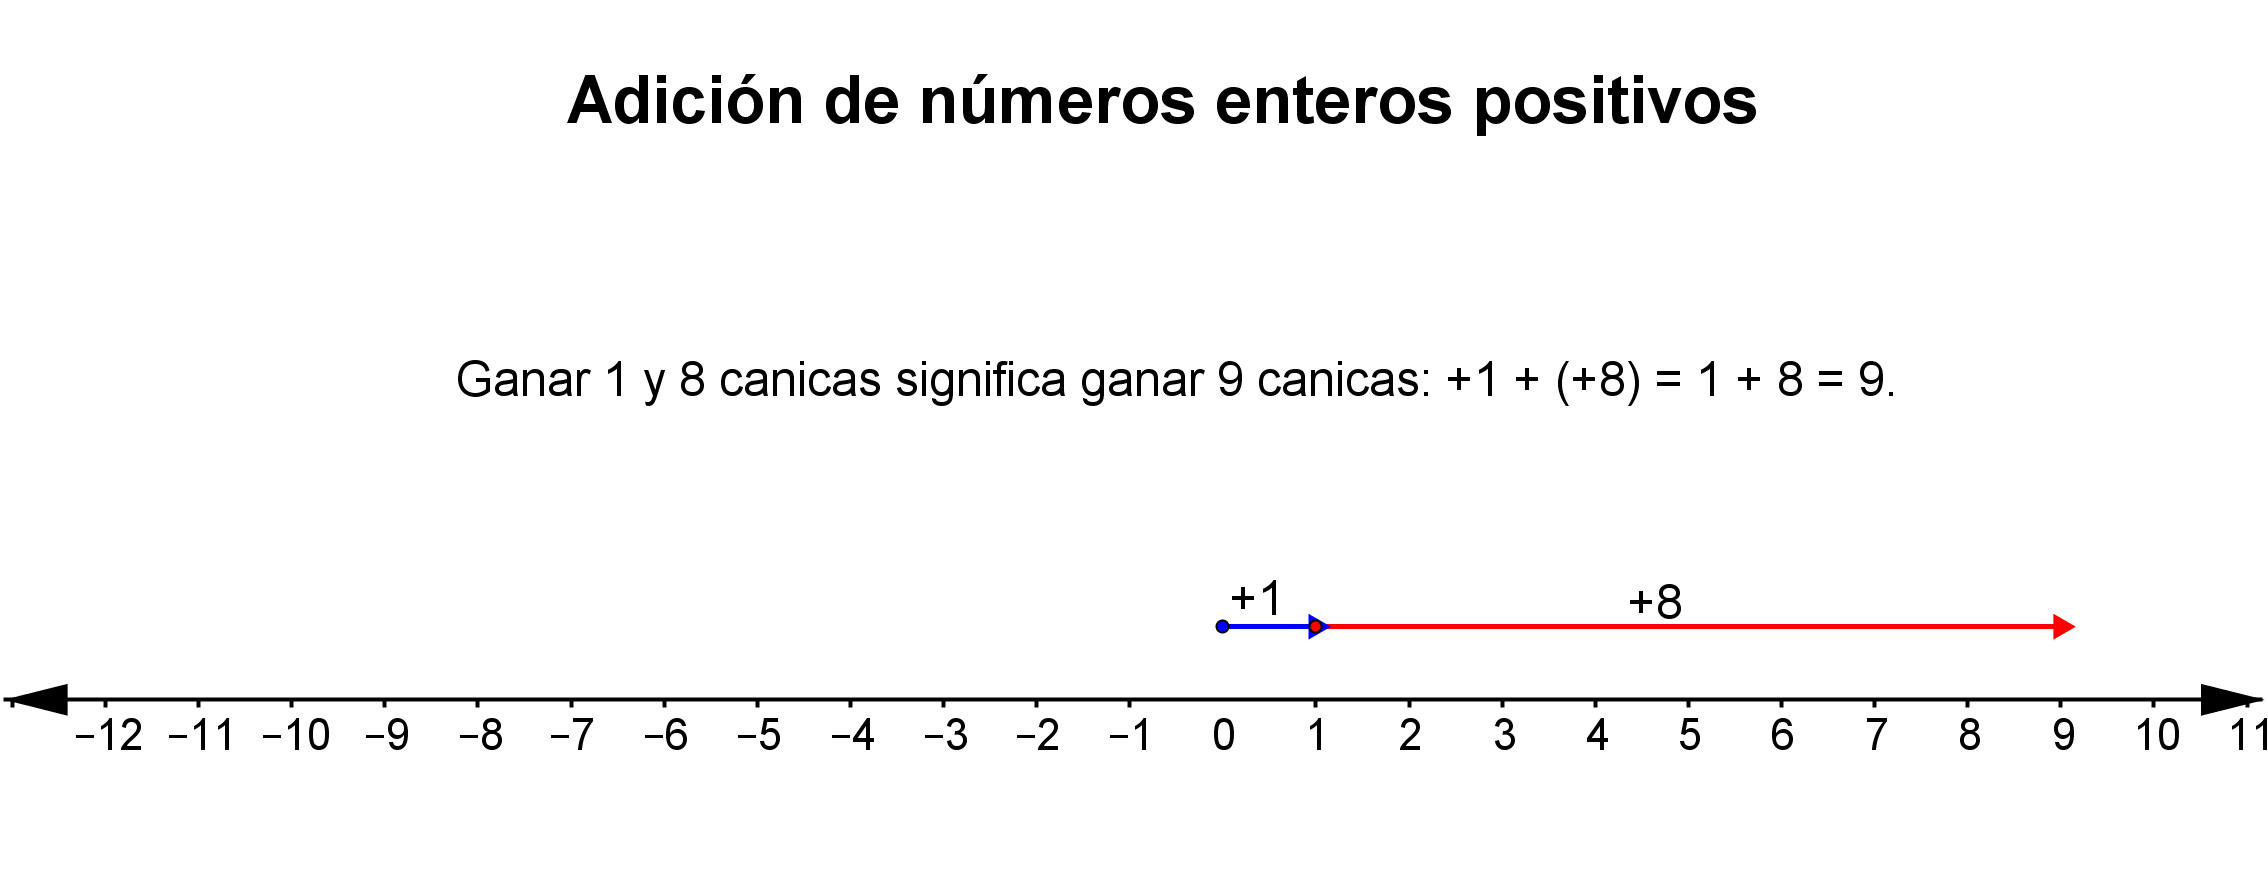 Adición de números enteros positivos
Ganar 1 y 8 canicas significa ganar 9 canicas: +1 + (+8) = 1 + 8 = 9.
+1 +8
−12 −11 −10 −9 −8 −7 −6 −5 −4 −3 −2 −1 0 1 2 3 4 5 6 7 8 9 10 11